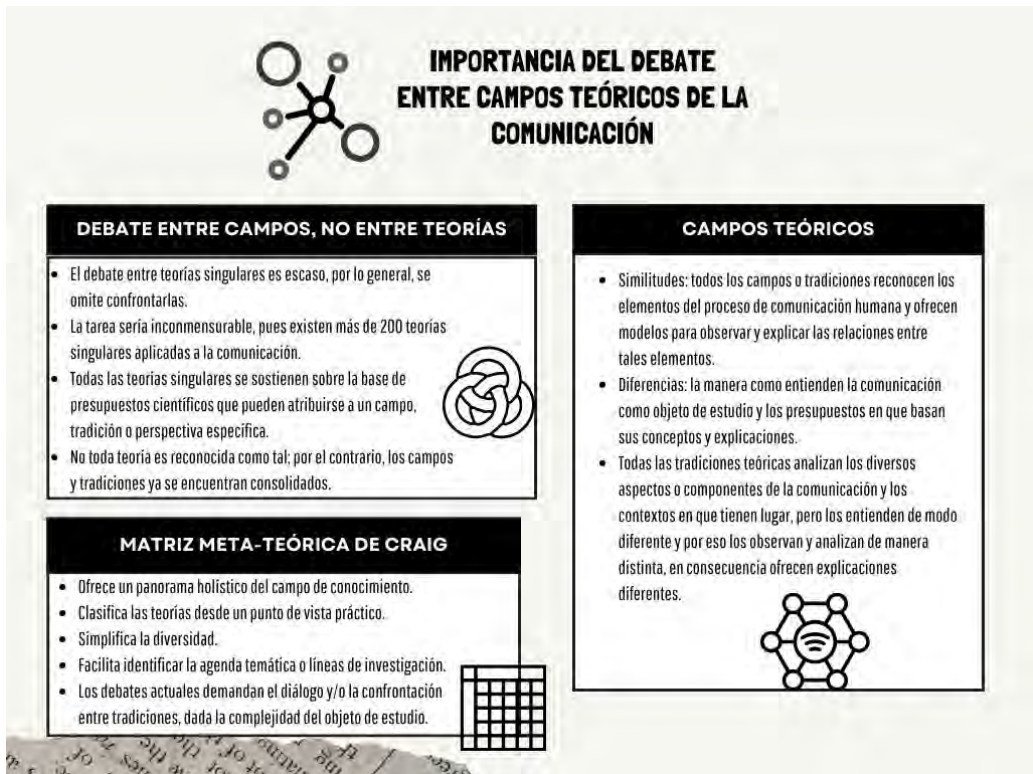 IMPORTANCIA DEL DEBATE
ENTRE CAMPOS TEÓRICOS DE LA
COMUNICACIÓN
DEBATE ENTRE CAMPOS, NO ENTRE TEORÍAS
• El debate entre teorías singulares es escaso, por lo general, se
omite confrontarlas.
• La tarea sería inconmensurable, pues existen más de 200 teorías
singulares aplicadas a la comunicación.
• Todas las teorías singulares se sostienen sobre la base de
presupuestos científicos que pueden atribuirse a un campo,
tradición o perspectiva específica.
• No toda teoría es reconocida como tal; por el contrario, los campos
y tradiciones ya se encuentran consolidados.
MATRIZ META-TEÓRICA DE CRAIG
• Ofrece un panorama holístico del campo de conocimiento.
• Clasifica las teorías desde un punto de vista práctico.
• Simplifica la diversidad.
• Facilita identificar la agenda temática o líneas de investigación.
• Los debates actuales demandan el diálogo y/o la confrontación
entre tradiciones, dada la complejidad del objeto de estudio.
CAMPOS TEÓRICOS
• Similitudes: todos los campos o tradiciones reconocen los
elementos del proceso de comunicación humana y ofrecen
modelos para observar y explicar las relaciones entre
tales elementos.
• Diferencias: la manera como entienden la comunicación
como objeto de estudio y los presupuestos en que basan
sus conceptos y explicaciones.
• Todas las tradiciones teóricas analizan los diversos
aspectos o componentes de la comunicación y los
contextos en que tienen lugar, pero los entienden de modo
diferente y por eso los observan y analizan de manera
distinta, en consecuencia ofrecen explicaciones
diferentes.